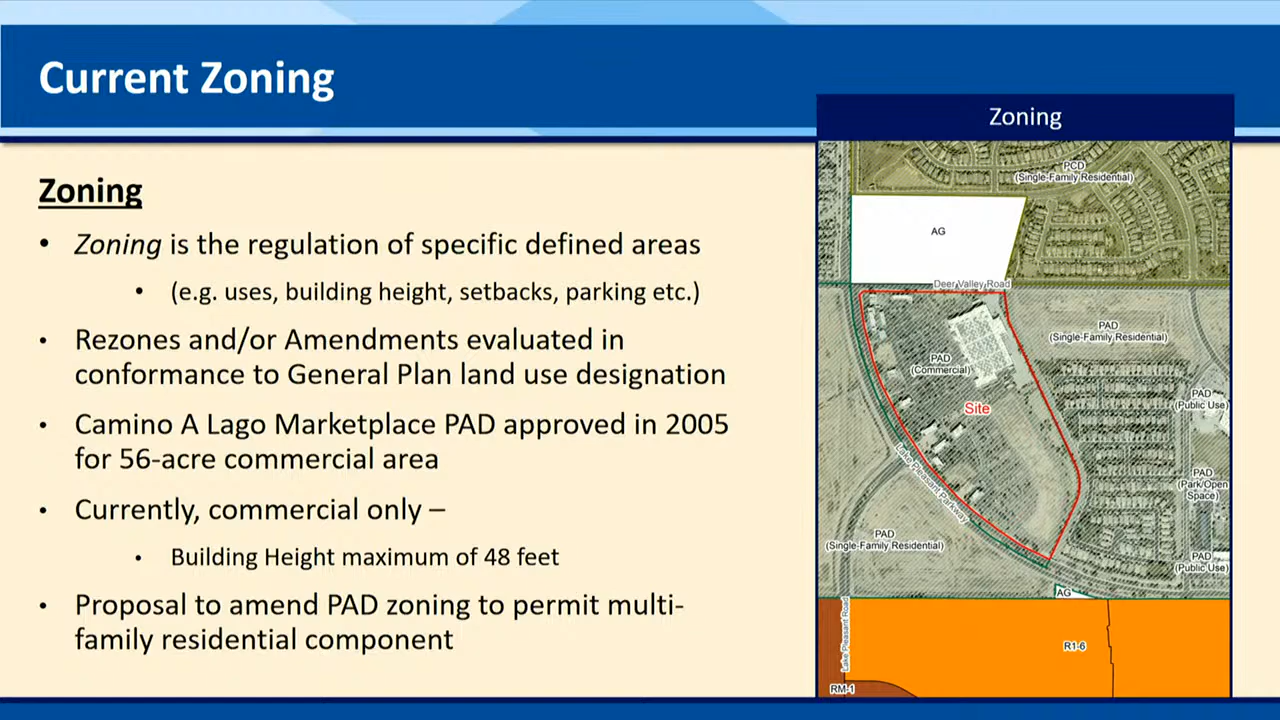 Current Zoning
Zoning
Zoning
• Zoning is the regulation of specific defined areas
• (e.g. uses, building height, setbacks, parking etc.)
• Rezones and/or Amendments evaluated in
conformance to General Plan land use designation
• Camino A Lago Marketplace PAD approved in 2005
for 56-acre commercial area
• Currently, commercial only –
• Building Height maximum of 48 feet
• Proposal to amend PAD zoning to permit multi-
family residential component
PCD
(Single-Family Residential)
AG
Deer Valley Road
PAD
(Single-Family Residential)
PAD
(Commercial)
Site
PAD
(Public Use)
Lake Pleasant Parkway
PAD
(Park/Open
Space)
PAD
(Single-Family Residential)
PAD
(Public Use)
AG
Lake Pleasant Road
R1-6
RM-1